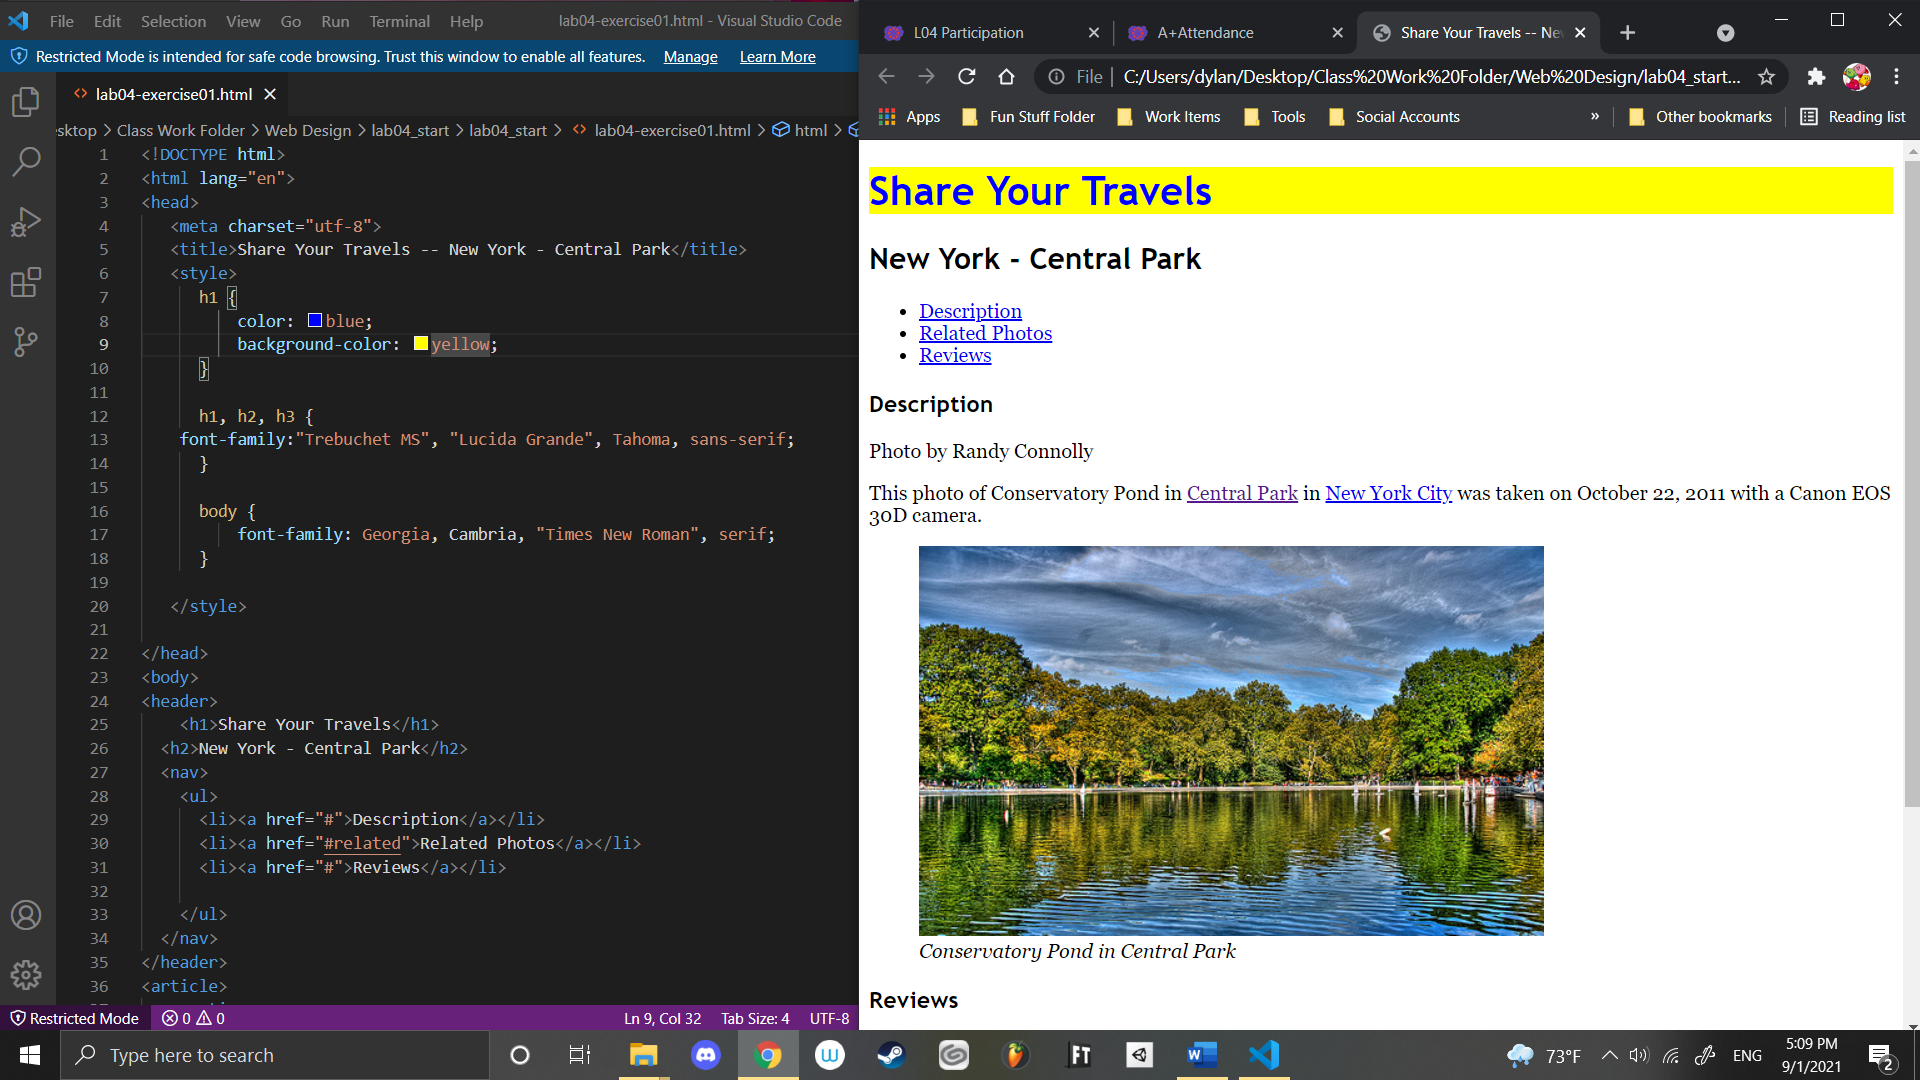 File Edit Selection View Go Run Terminal Help lab04-exercise01.html - Visual Studio Code
Restricted Mode is intended for safe code browsing. Trust this window to enable all features. Manage Learn More
lab04-exercise01.html
esktop > Class Work Folder > Web Design > lab04_start > lab04_start > lab04-exercise01.html > html >
1 <!DOCTYPE html>
2 <html lang="en">
3 <head>
4 <meta charset="utf-8">
5 <title>Share Your Travels -- New York - Central Park</title>
6 <style>
7 h1 {
8 color: blue;
9 background-color: yellow;
10 }
11
12 h1, h2, h3 {
13 font-family:"Trebuchet MS", "Lucida Grande", Tahoma, sans-serif;
14 }
15
16 body {
17 font-family: Georgia, Cambria, "Times New Roman", serif;
18 }
19
20 </style>
21
22 </head>
23 <body>
24 <header>
25 <h1>Share Your Travels</h1>
26 <h2>New York - Central Park</h2>
27 <nav>
28 <ul>
29 <li><a href="#">Description</a></li>
30 <li><a href="#related">Related Photos</a></li>
31 <li><a href="#">Reviews</a></li>
32
33 </ul>
34 </nav>
35 </header>
36 <article>
Restricted Mode 0 0 Ln 9, Col 32 Tab Size: 4 UTF-8
L04 Participation A+Attendance Share Your Travels -- Ne
File C:/Users/dylan/Desktop/Class%20Work%20Folder/Web%20Design/lab04_start...
Apps Fun Stuff Folder Work Items Tools Social Accounts » Other bookmarks Reading list
Share Your Travels
New York - Central Park
• Description
• Related Photos
• Reviews
Description
Photo by Randy Connolly
This photo of Conservatory Pond in Central Park in New York City was taken on October 22, 2011 with a Canon EOS
30D camera.
Conservatory Pond in Central Park
Reviews
Type here to search FT 73°F ENG 5:09 PM
9/1/2021 2